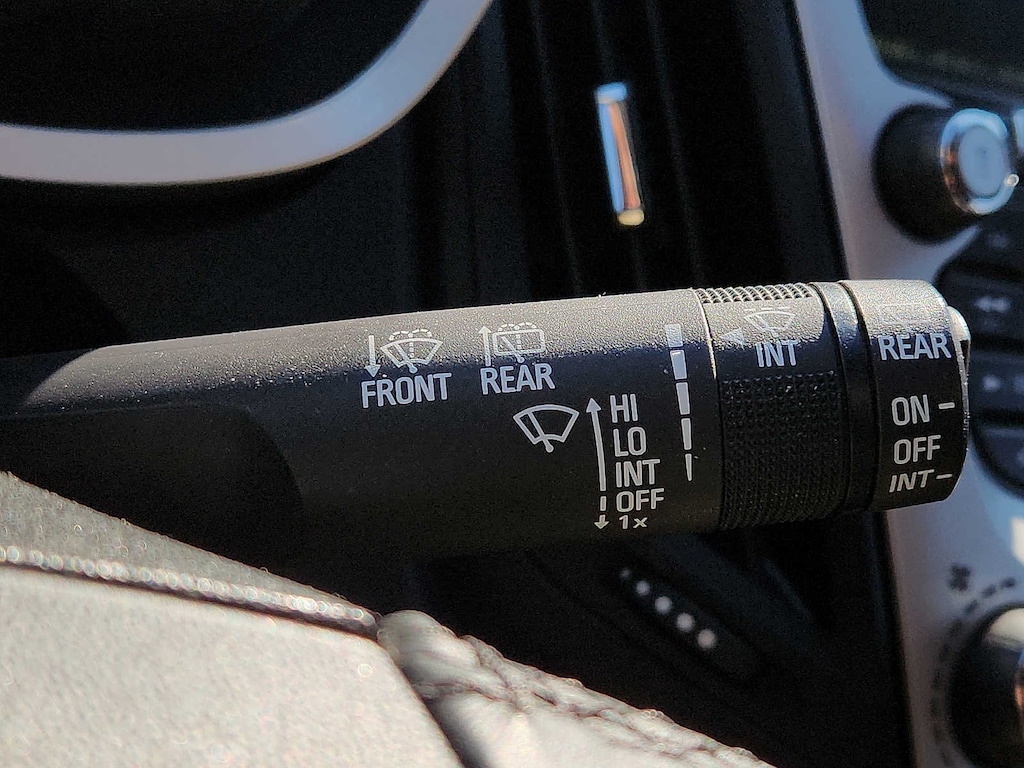 FRONT
REAR
HI
LO
INT
OFF
1x
INT
REAR
ON -
OFF
INT -